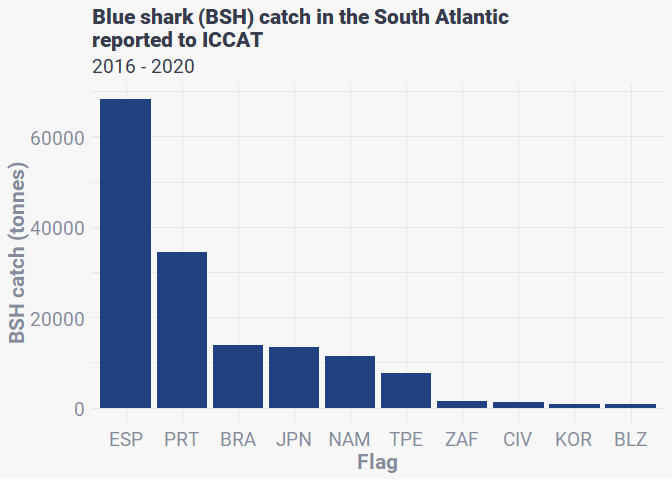 Blue shark (BSH) catch in the South Atlantic
reported to ICCAT
2016 - 2020
BSH catch (tonnes)
60000
40000
20000
0
ESP PRT BRA JPN NAM TPE ZAF CIV KOR BLZ
Flag